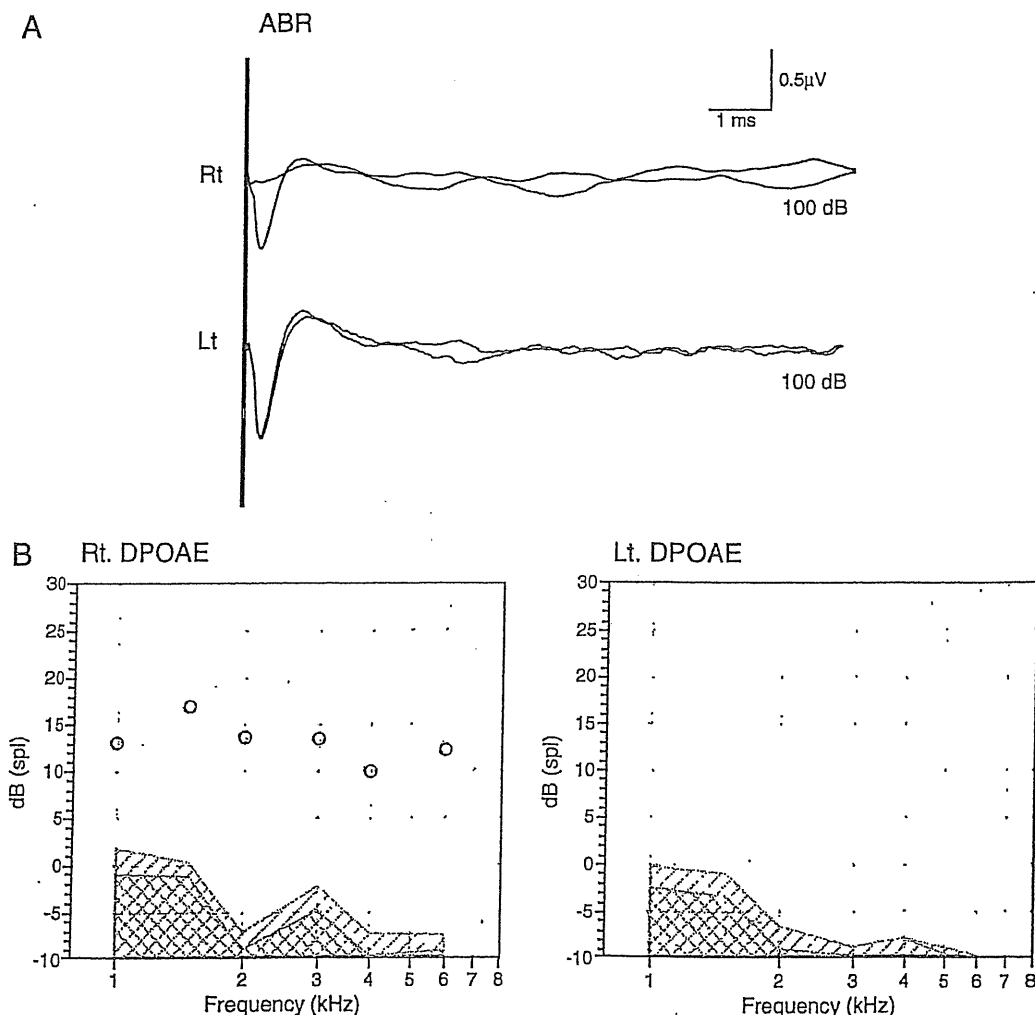 A
ABR
0.5μV
1 ms
Rt
100 dB
Lt
100 dB
B
Rt. DPOAE
30
25
20
15
10
5
0
-5
-10
dB (spl)
1
2
3
4
5
6
7
8
Frequency (kHz)
Lt. DPOAE
30
25
20
15
10
5
0
-5
-10
dB (spl)
1
2
3
4
5
6
7
8
Frequency (kHz)